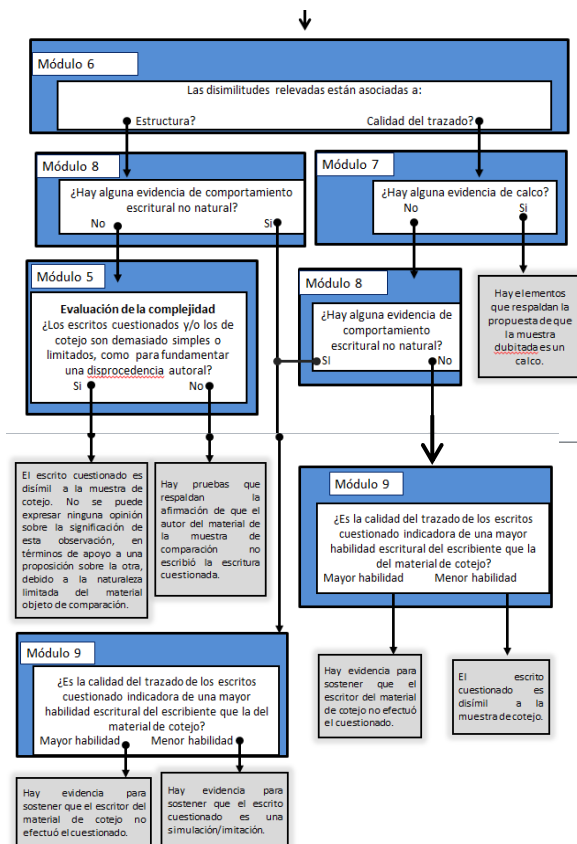 Módulo 6
Las disimilitudes relevadas están asociadas a:
Estructura?
Calidad del trazado?
Módulo 8
¿Hay alguna evidencia de comportamiento
escritural no natural?
No
Si
Módulo 7
¿Hay alguna evidencia de calco?
No
Si
Módulo 5
Evaluación de la complejidad
¿Los escritos cuestionados y/o los de
cotejo son demasiado simples o
limitados, como para fundamentar
una disprocedencia autoral?
Si
No
Módulo 8
¿Hay alguna evidencia de
comportamiento
escritural no natural?
SI
No
Hay elementos
que respaldan la
propuesta de que
la muestra
dubitada es un
calco.
El escrito cuestionado es
disímil a la muestra de
cotejo. No se puede
expresar ninguna opinión
sobre la significación de
esta observación, en
términos de apoyo a una
proposición sobre la otra,
debido a la naturaleza
limitada del material
objeto de comparación.
Hay pruebas que
respaldan la
afirmación de que el
autor del material de
la muestra de
comparación no
escribió la escritura
cuestionada.
Módulo 9
¿Es la calidad del trazado de los escritos
cuestionado indicadora de una mayor
habilidad escritural del escribiente que la
del material de cotejo?
Mayor habilidad
Menor habilidad
Hay evidencia para
sostener que el
escritor del material
de cotejo no efectuó
el cuestionado.
El escrito
cuestionado es
disímil a la
muestra de cotejo.
Módulo 9
¿Es la calidad del trazado de los escritos
cuestionado indicadora de una mayor
habilidad escritural del escribiente que la del
material de cotejo?
Mayor habilidad
Menor habilidad
Hay evidencia para
sostener que el escritor del
material de cotejo no
efectuó el cuestionado.
Hay evidencia para
sostener que el escrito
cuestionado es una
simulación/imitación.